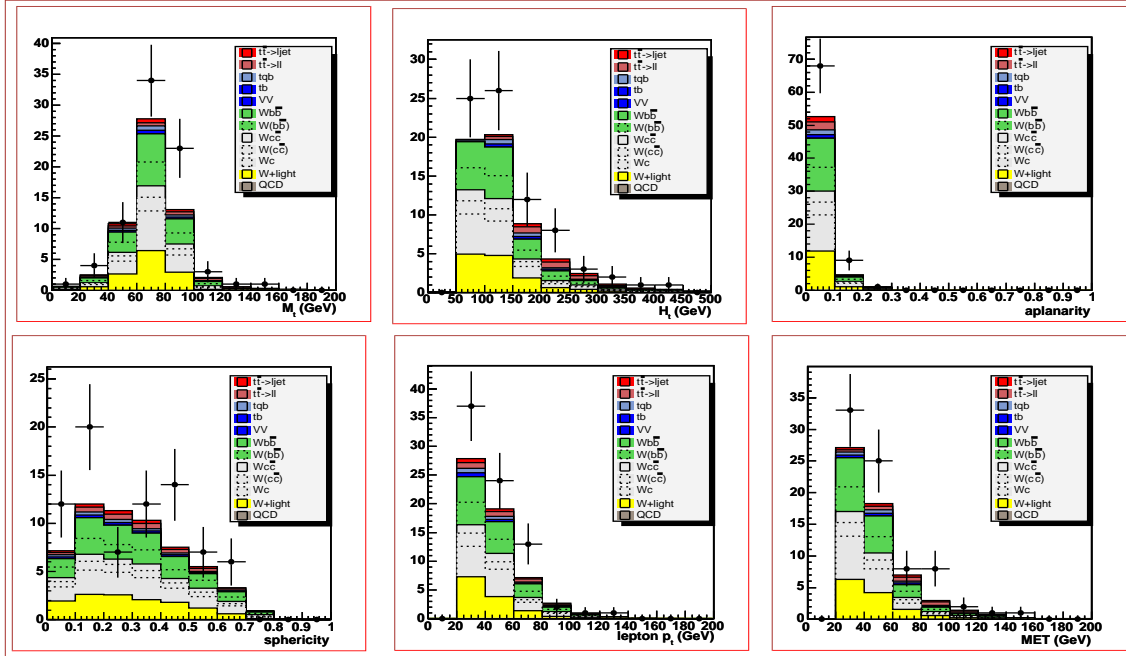 40
35
30
25
20
15
10
5
0
0 20 40 60 80 100 120 140 160 180 200
M_t (GeV)
tt̄->ljet
tt̄->ll
tqb
tb
VV
Wbb̄
W(bb̄)
Wcc̄
W(cc̄)
Wc
W+light
QCD
30
25
20
15
10
5
0
0 50 100 150 200 250 300 350 400 450 500
H_t (GeV)
tt̄->ljet
tt̄->ll
tqb
tb
VV
Wbb̄
W(bb̄)
Wcc̄
W(cc̄)
Wc
W+light
QCD
70
60
50
40
30
20
10
0
0 0.1 0.2 0.3 0.4 0.5 0.6 0.7 0.8 0.9 1
aplanarity
tt̄->ljet
tt̄->ll
tqb
tb
VV
Wbb̄
W(bb̄)
Wcc̄
W(cc̄)
Wc
W+light
QCD
25
20
15
10
5
0
0 0.1 0.2 0.3 0.4 0.5 0.6 0.7 0.8 0.9 1
sphericity
tt̄->ljet
tt̄->ll
tqb
tb
VV
Wbb̄
W(bb̄)
Wcc̄
W(cc̄)
Wc
W+light
QCD
40
35
30
25
20
15
10
5
0
0 20 40 60 80 100 120 140 160 180 200
lepton p_t (GeV)
tt̄->ljet
tt̄->ll
tqb
tb
VV
Wbb̄
W(bb̄)
Wcc̄
W(cc̄)
Wc
W+light
QCD
35
30
25
20
15
10
5
0
0 20 40 60 80 100 120 140 160 180 200
MET (GeV)
tt̄->ljet
tt̄->ll
tqb
tb
VV
Wbb̄
W(bb̄)
Wcc̄
W(cc̄)
Wc
W+light
QCD